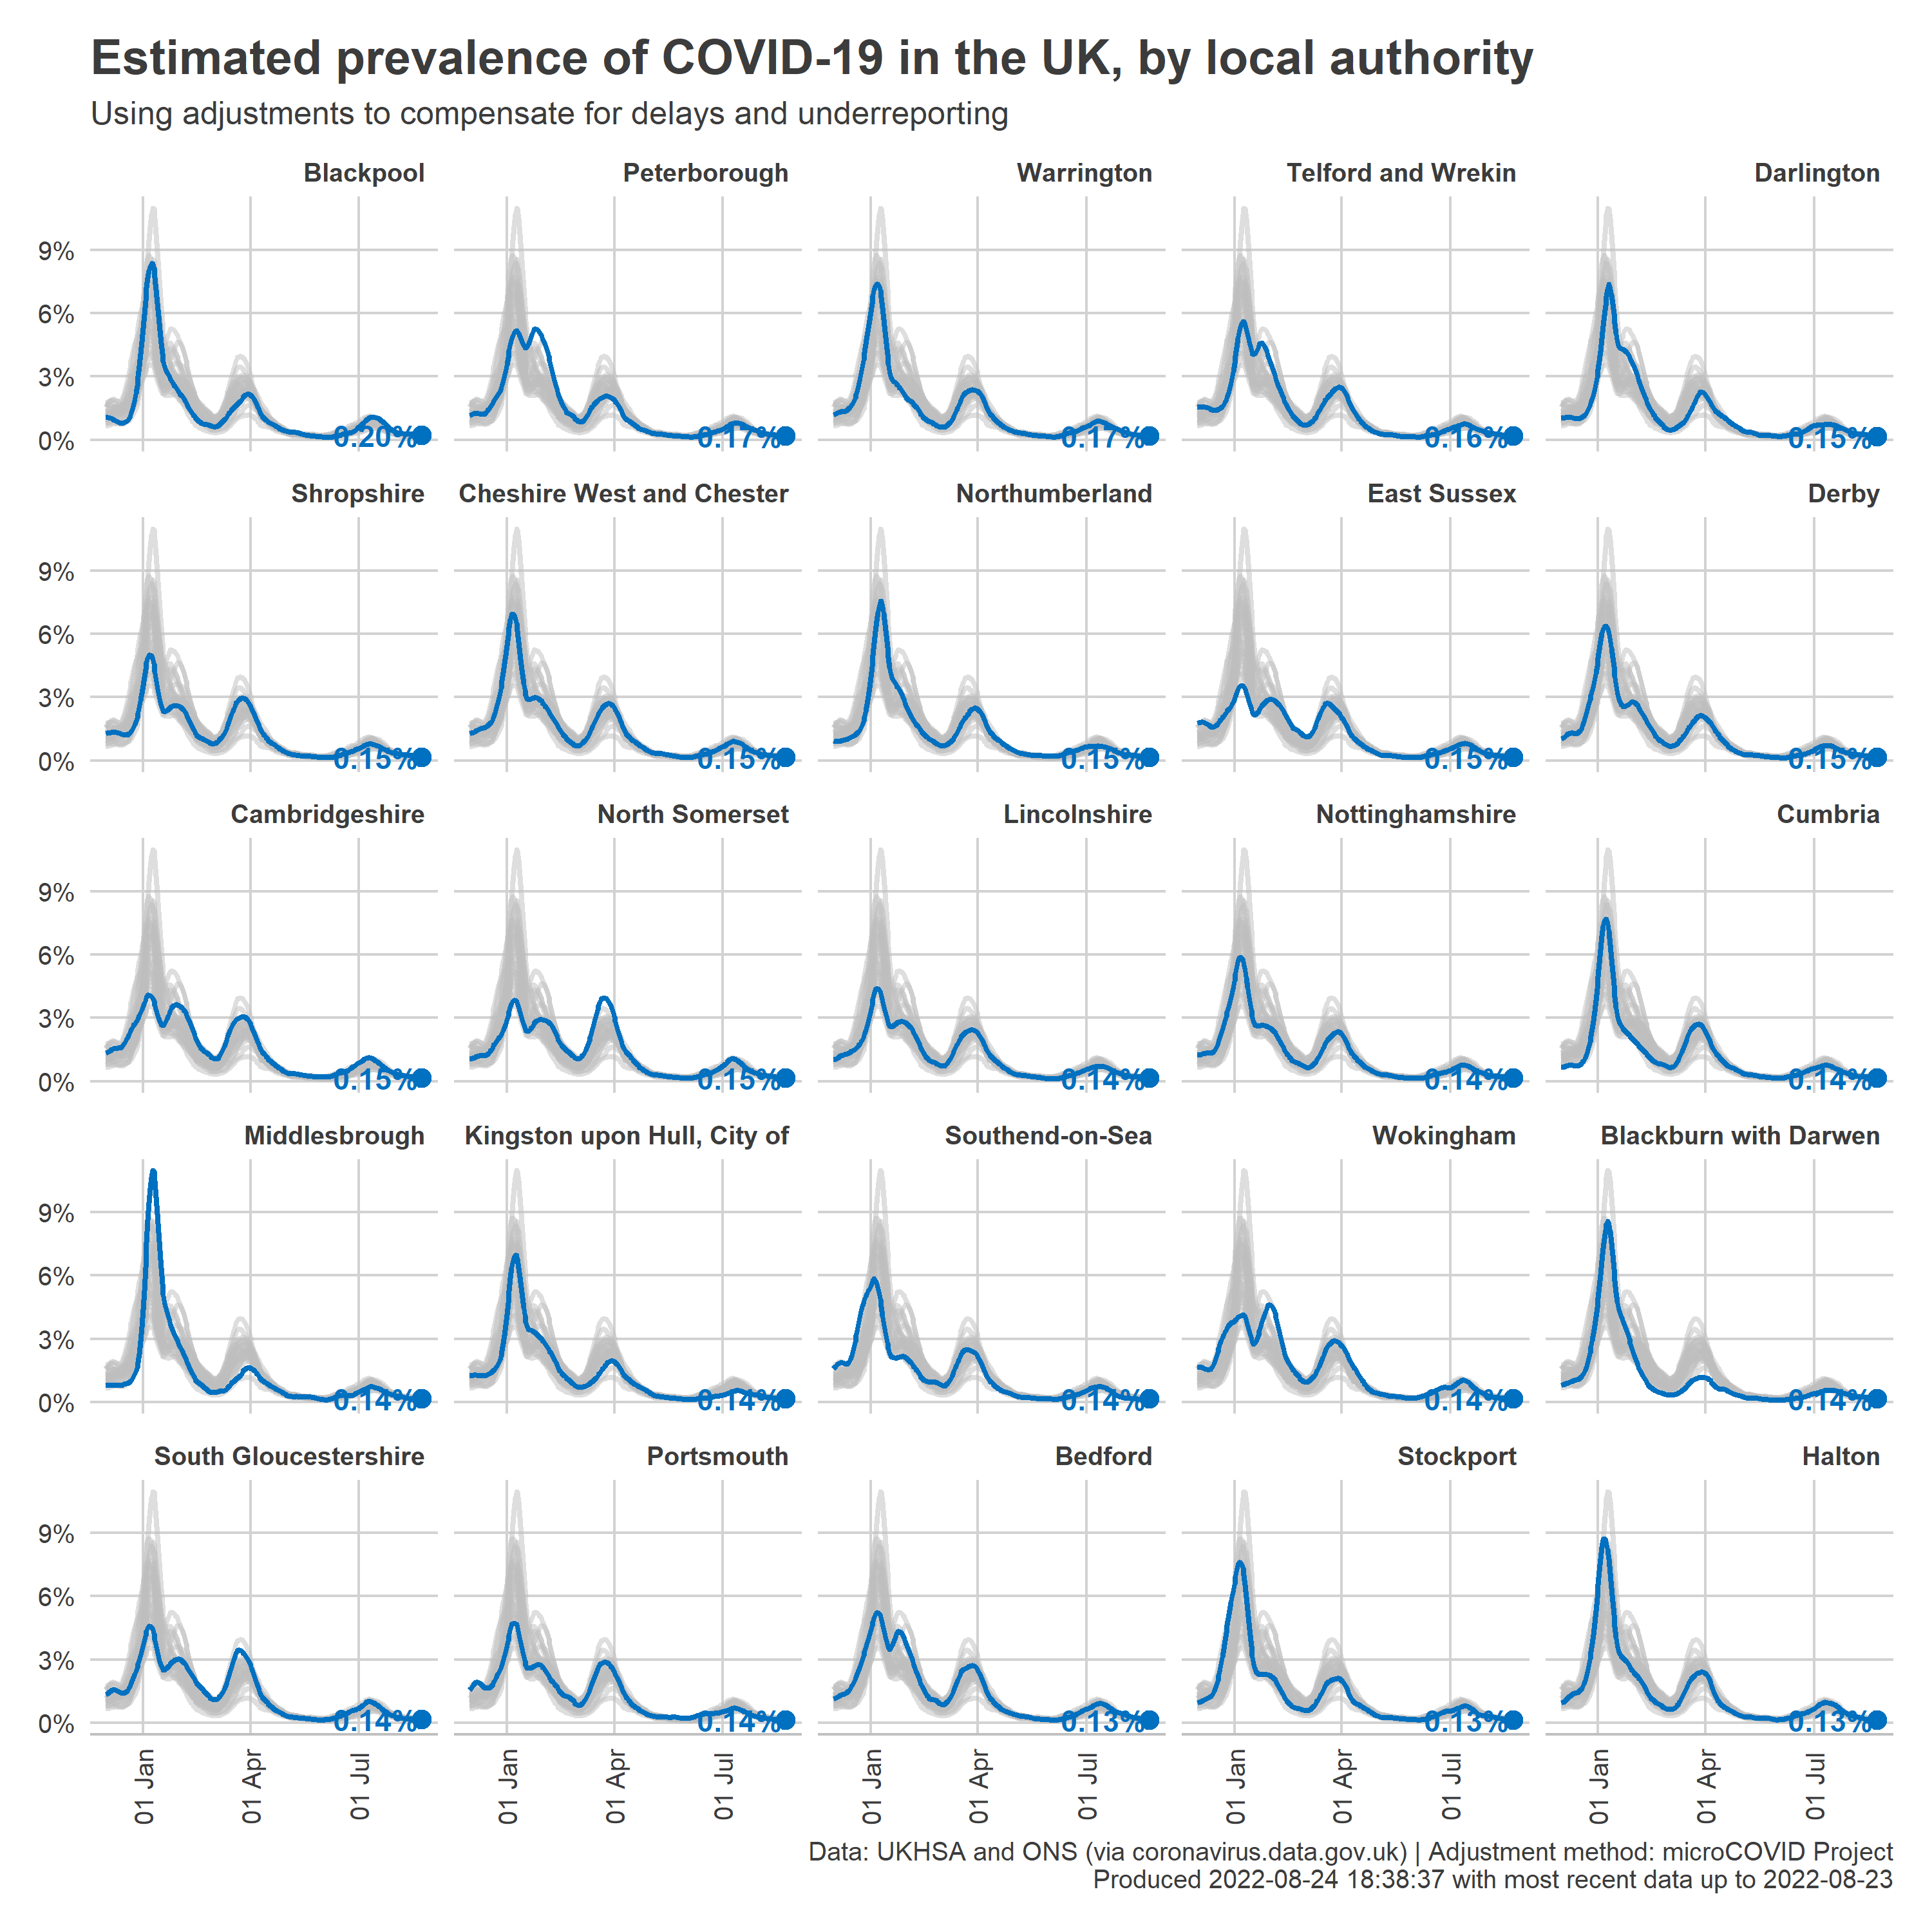 Estimated prevalence of COVID-19 in the UK, by local authority
Using adjustments to compensate for delays and underreporting
Blackpool Peterborough Warrington Telford and Wrekin Darlington
9%
6%
3%
0%
0.20% 0.17% 0.17% 0.16% 0.15%
Shropshire Cheshire West and Chester Northumberland East Sussex Derby
9%
6%
3%
0%
0.15% 0.15% 0.15% 0.15% 0.15%
Cambridgeshire North Somerset Lincolnshire Nottinghamshire Cumbria
9%
6%
3%
0%
0.15% 0.15% 0.14% 0.14% 0.14%
Middlesbrough Kingston upon Hull, City of Southend-on-Sea Wokingham Blackburn with Darwen
9%
6%
3%
0%
0.14% 0.14% 0.14% 0.14% 0.14%
South Gloucestershire Portsmouth Bedford Stockport Halton
9%
6%
3%
0%
0.14% 0.14% 0.13% 0.13% 0.13%
01 Jan 01 Apr 01 Jul 01 Jan 01 Apr 01 Jul 01 Jan 01 Apr 01 Jul 01 Jan 01 Apr 01 Jul 01 Jan 01 Apr 01 Jul
Data: UKHSA and ONS (via coronavirus.data.gov.uk) | Adjustment method: microCOVID Project
Produced 2022-08-24 18:38:37 with most recent data up to 2022-08-23